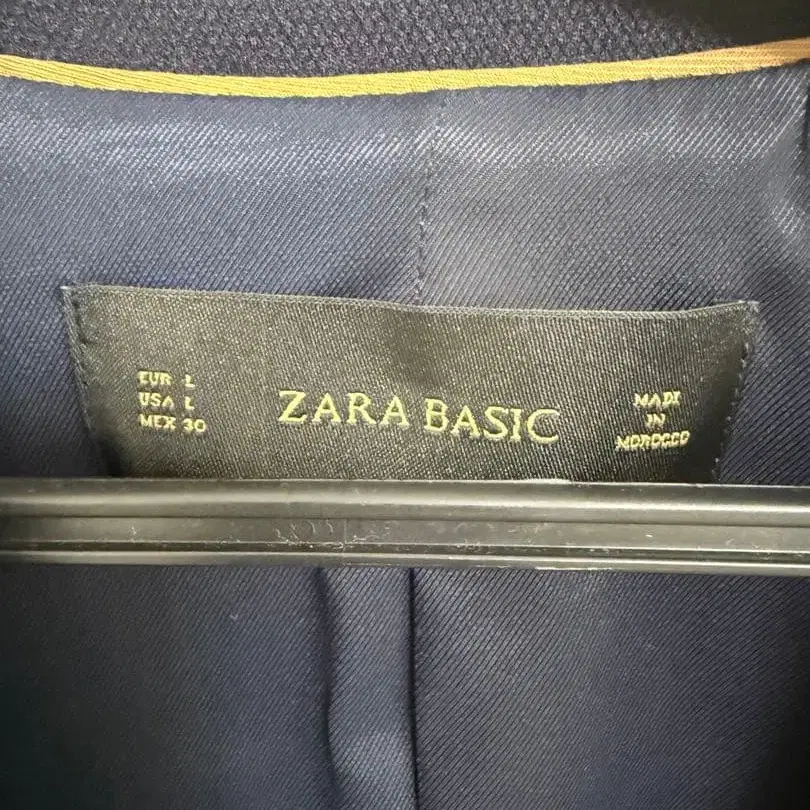 EUR L
USA L
MEX 30
ZARA BASIC
MADE
IN
MOROCCO